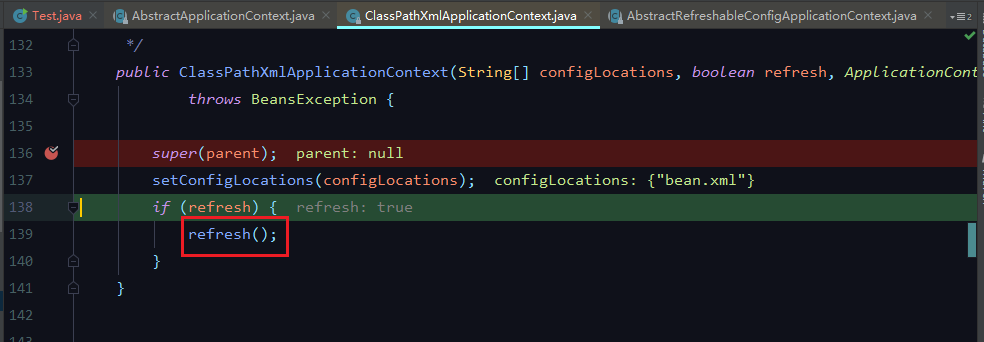 Test.java AbstractApplicationContext.java ClassPathXmlApplicationContext.java AbstractRefreshableConfigApplicationContext.java 2
132 */
133 public ClassPathXmlApplicationContext(String[] configLocations, boolean refresh, ApplicationCont
134 throws BeansException {
135
136 super(parent); parent: null
137 setConfigLocations(configLocations); configLocations: {"bean.xml"}
138 if (refresh) { refresh: true
139 refresh();
140 }
141 }
142
143